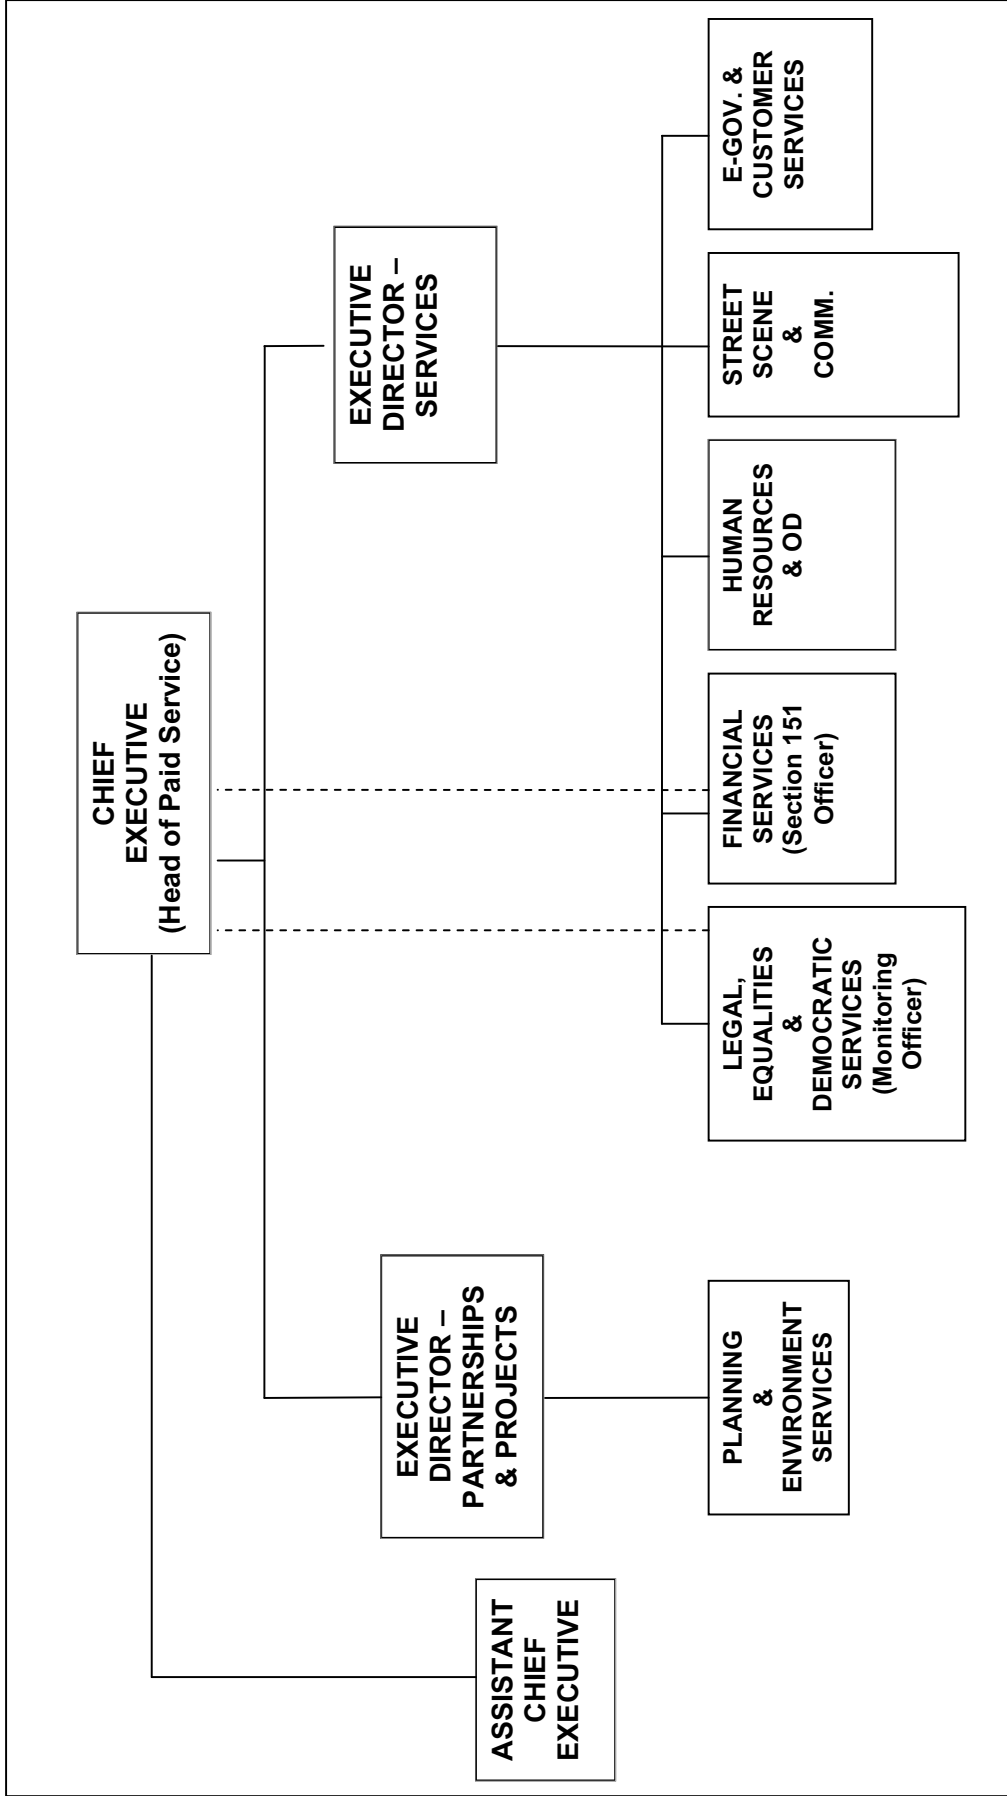 CHIEF
EXECUTIVE
(Head of Paid Service)
ASSISTANT
CHIEF
EXECUTIVE
EXECUTIVE
DIRECTOR –
PARTNERSHIPS
& PROJECTS
EXECUTIVE
DIRECTOR –
SERVICES
PLANNING
&
ENVIRONMENT
SERVICES
LEGAL,
EQUALITIES
&
DEMOCRATIC
SERVICES
(Monitoring
Officer)
FINANCIAL
SERVICES
(Section 151
Officer)
HUMAN
RESOURCES
& OD
STREET
SCENE
&
COMM.
E-GOV. &
CUSTOMER
SERVICES